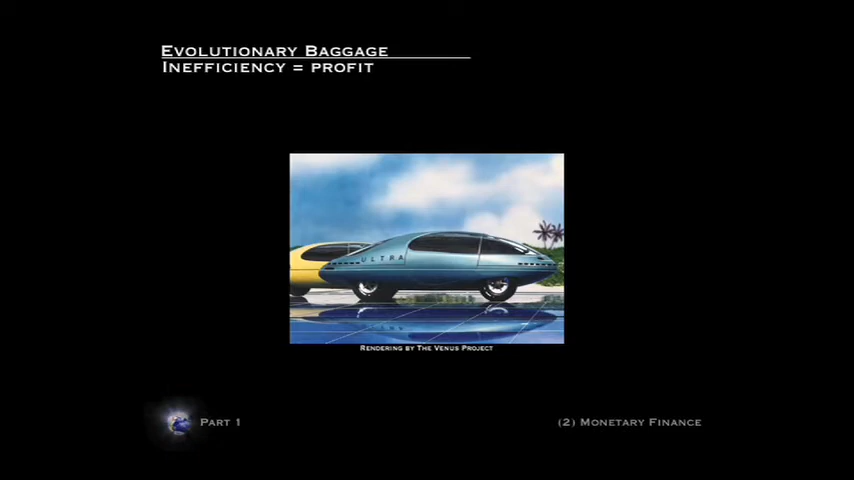 Evolutionary Baggage
Inefficiency = profit
ULTRA
Rendering by The Venus Project
Part 1
(2) Monetary Finance